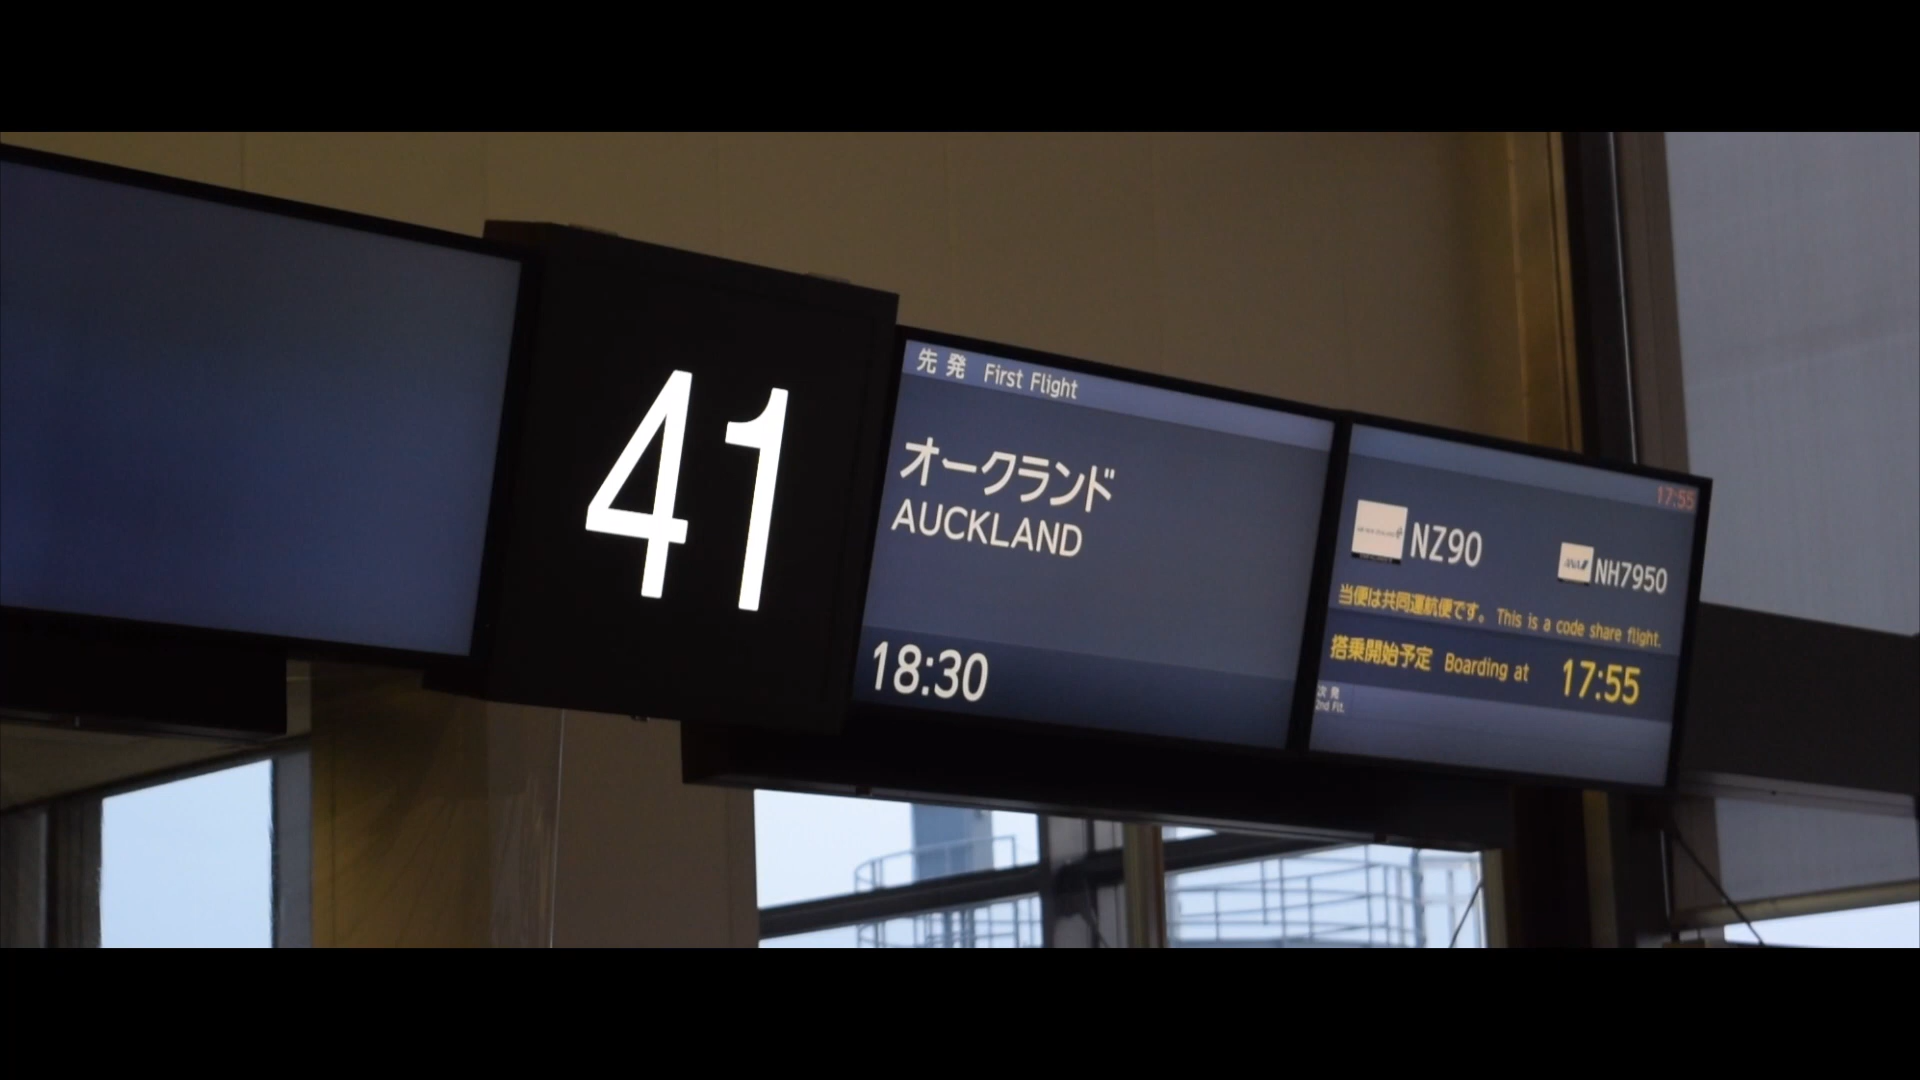 41
先発 First Flight
オークランド
AUCKLAND
18:30
17:55
NZ90
ANA NH7950
当便は共同運航便です。 This is a code share flight.
搭乗開始予定 Boarding at 17:55
次発
2nd Flt.